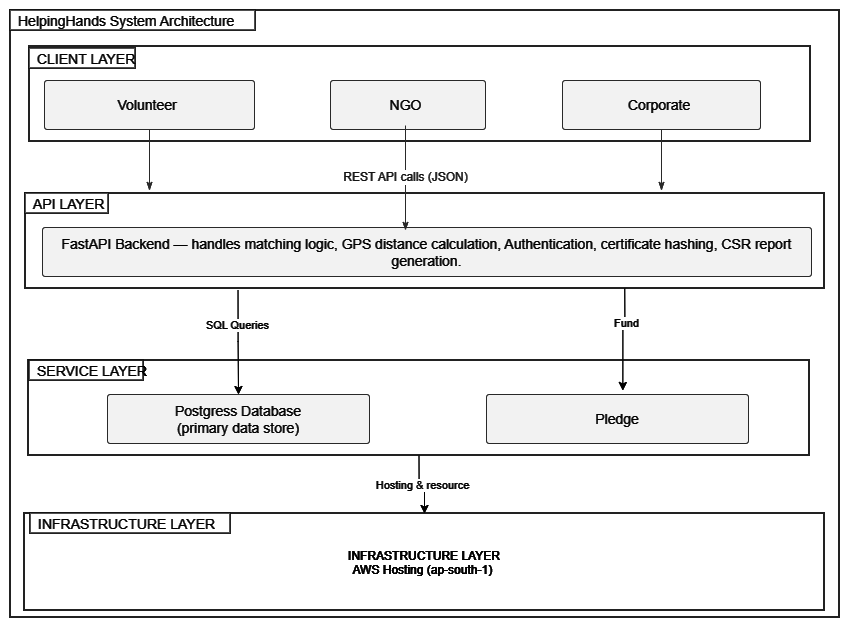 HelpingHands System Architecture
CLIENT LAYER
Volunteer
NGO
Corporate
REST API calls (JSON)
API LAYER
FastAPI Backend — handles matching logic, GPS distance calculation, Authentication, certificate hashing, CSR report
generation.
SQL Queries
Fund
SERVICE LAYER
Postgress Database
(primary data store)
Pledge
Hosting & resource
INFRASTRUCTURE LAYER
INFRASTRUCTURE LAYER
AWS Hosting (ap-south-1)